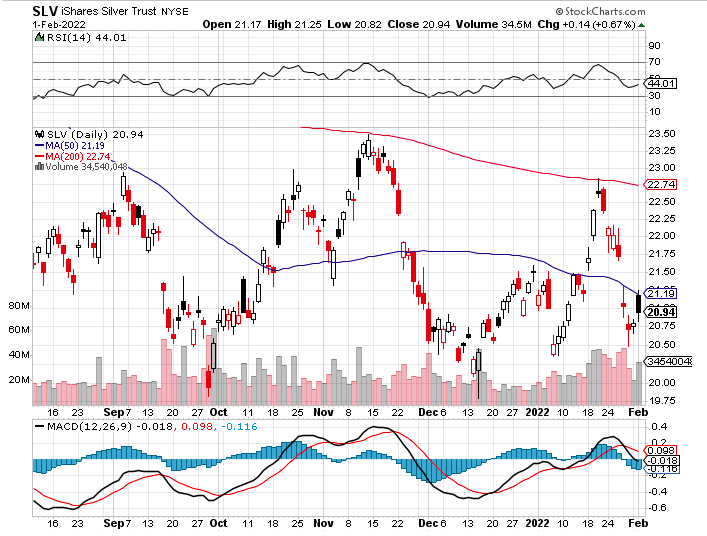 SLV iShares Silver Trust NYSE © StockCharts.com
1-Feb-2022 Open 21.17 High 21.25 Low 20.82 Close 20.94 Volume 34.5M Chg +0.14 (+0.67%)
RSI(14) 44.01
90
70
50
44.01
30
10
SLV (Daily) 20.94
MA(50) 21.19
MA(200) 22.74
Volume 34,540,048
23.50
23.25
23.00
22.74
22.50
22.25
22.00
21.75
21.50
21.19
20.94
20.75
20.50
34540048
20.00
19.75
80M
60M
40M
20M
16 23 Sep 7 13 20 27 Oct 11 18 25 Nov 8 15 22 Dec 6 13 20 27 2022 10 18 24 Feb
MACD(12,26,9) -0.018, 0.098, -0.116
0.4
0.2
0.098
-0.018
-0.116
-0.2
-0.4
-0.6
16 23 Sep 7 13 20 27 Oct 11 18 25 Nov 8 15 22 Dec 6 13 20 27 2022 10 18 24 Feb